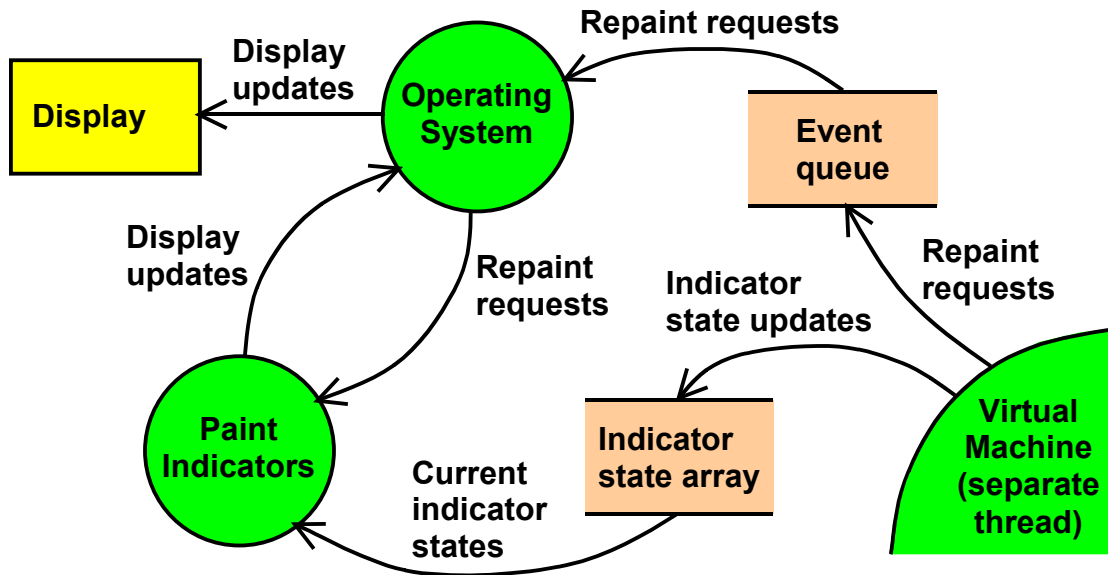 Repaint requests
Display
updates
Display
Operating
System
Event
queue
Display
updates
Repaint
requests
Repaint
requests
Indicator
state updates
Paint
Indicators
Indicator
state array
Virtual
Machine
(separate
thread)
Current
indicator
states